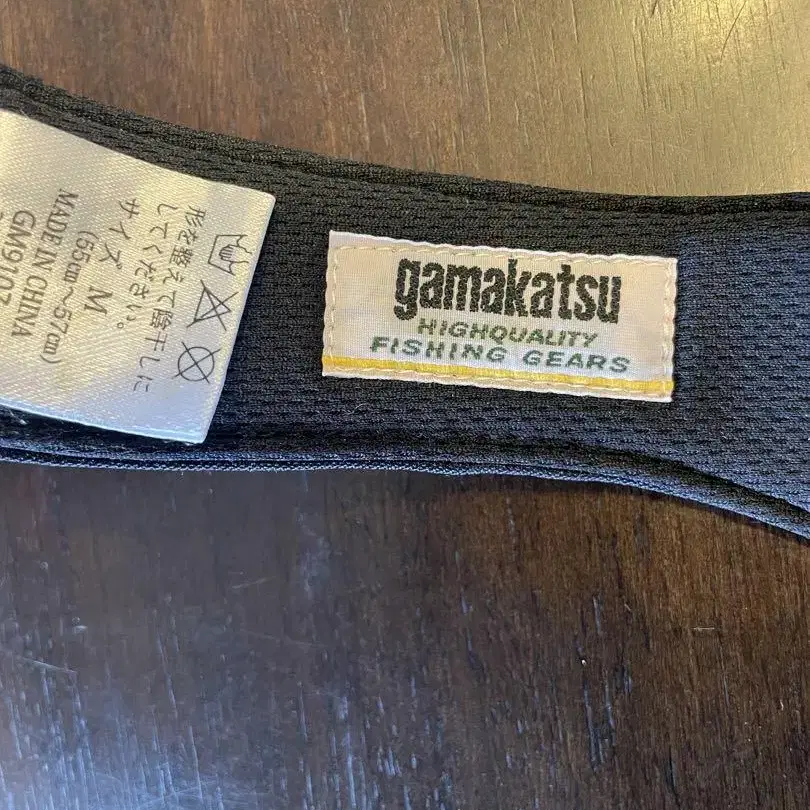 形を整えて陰干しに
してください。
サイズ M
(55cm〜57cm)
MADE IN CHINA
gamakatsu
HIGHQUALITY
FISHING GEARS